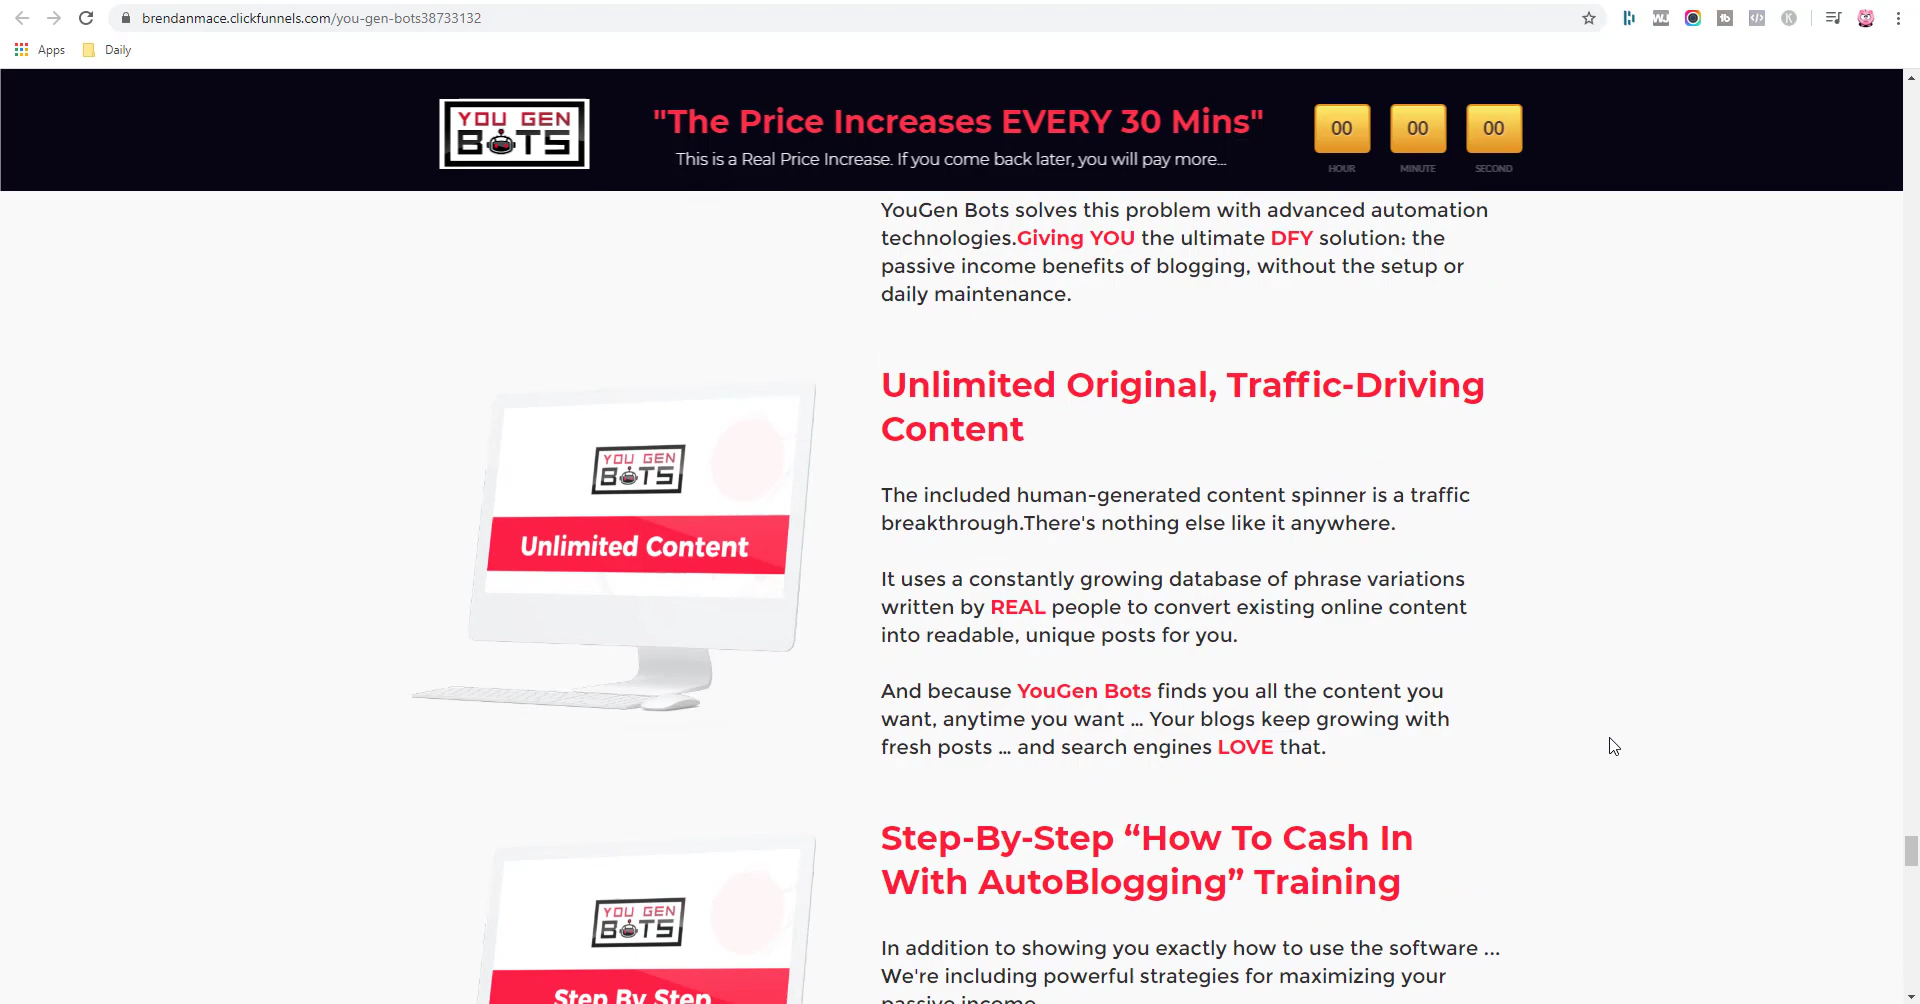 brendanmace.clickfunnels.com/you-gen-bots38733132
Apps
Daily
YOU GEN
BOTS
"The Price Increases EVERY 30 Mins"
This is a Real Price Increase. If you come back later, you will pay more...
00 00 00
HOUR MINUTE SECOND
YouGen Bots solves this problem with advanced automation
technologies.Giving YOU the ultimate DFY solution: the
passive income benefits of blogging, without the setup or
daily maintenance.
YOU GEN
BOTS
Unlimited Content
Unlimited Original, Traffic-Driving
Content
The included human-generated content spinner is a traffic
breakthrough.There's nothing else like it anywhere.
It uses a constantly growing database of phrase variations
written by REAL people to convert existing online content
into readable, unique posts for you.
And because YouGen Bots finds you all the content you
want, anytime you want ... Your blogs keep growing with
fresh posts ... and search engines LOVE that.
YOU GEN
BOTS
Step By Step
Step-By-Step “How To Cash In
With AutoBlogging” Training
In addition to showing you exactly how to use the software ...
We're including powerful strategies for maximizing your
passive income